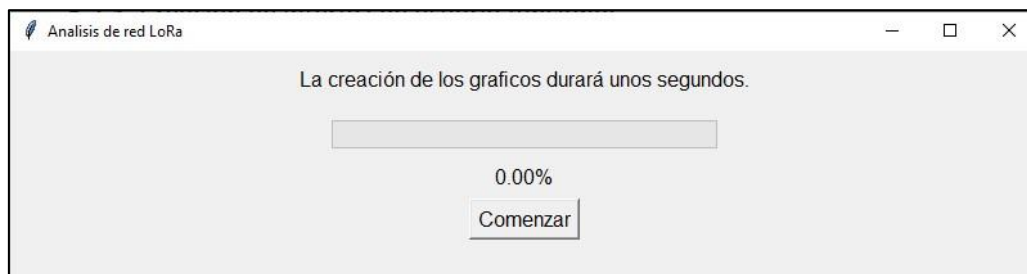 Analisis de red LoRa
La creación de los graficos durará unos segundos.
0.00%
Comenzar